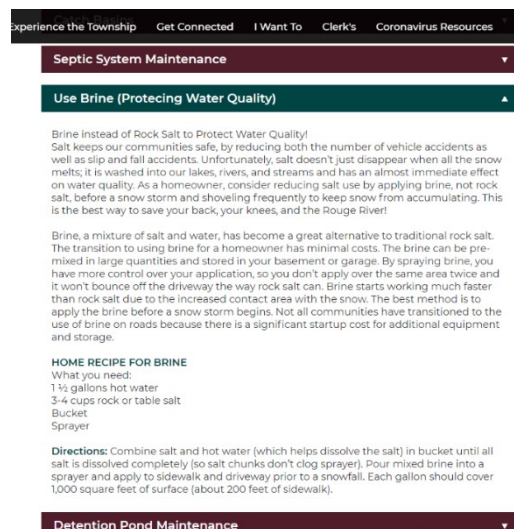 Catch Basins
Experience the Township Get Connected I Want To Clerk's Coronavirus Resources
Septic System Maintenance
Use Brine (Protecing Water Quality)
Brine instead of Rock Salt to Protect Water Quality!
Salt keeps our communities safe, by reducing both the number of vehicle accidents as
well as slip and fall accidents. Unfortunately, salt doesn't just disappear when all the snow
melts; it is washed into our lakes, rivers, and streams and has an almost immediate effect
on water quality. As a homeowner, consider reducing salt use by applying brine, not rock
salt, before a snow storm and shoveling frequently to keep snow from accumulating. This
is the best way to save your back, your knees, and the Rouge River!
Brine, a mixture of salt and water, has become a great alternative to traditional rock salt.
The transition to using brine for a homeowner has minimal costs. The brine can be pre-
mixed in large quantities and stored in your basement or garage. By spraying brine, you
have more control over your application, so you don't apply over the same area twice and
it won't bounce off the driveway the way rock salt can. Brine starts working much faster
than rock salt due to the increased contact area with the snow. The best method is to
apply the brine before a snow storm begins. Not all communities have transitioned to the
use of brine on roads because there is a significant startup cost for additional equipment
and storage.
HOME RECIPE FOR BRINE
What you need:
1 ½ gallons hot water
3-4 cups rock or table salt
Bucket
Sprayer
Directions: Combine salt and hot water (which helps dissolve the salt) in bucket until all
salt is dissolved completely (so salt chunks don't clog sprayer). Pour mixed brine into a
sprayer and apply to sidewalk and driveway prior to a snowfall. Each gallon should cover
1,000 square feet of surface (about 200 feet of sidewalk).
Detention Pond Maintenance